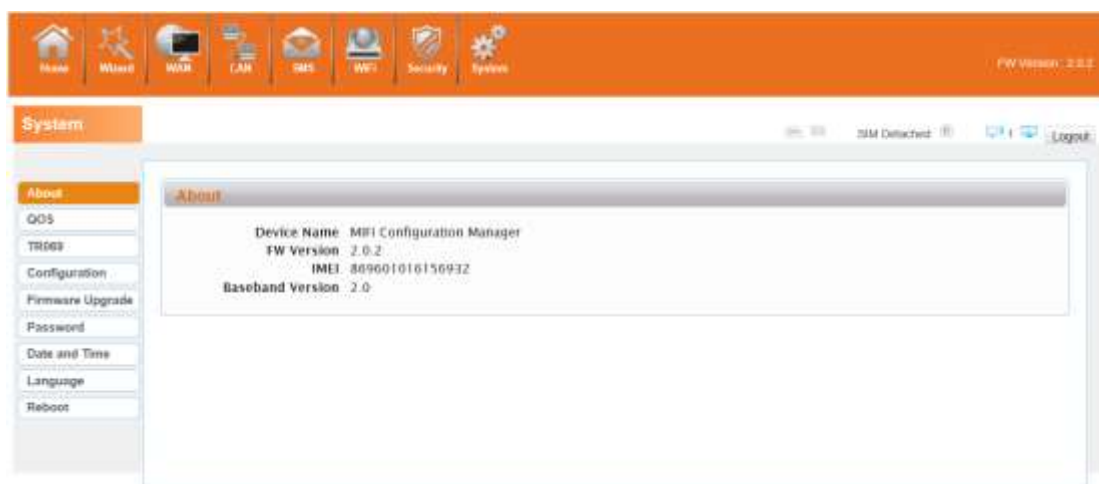 Home Wizard WAN LAN SMS WiFi Security System
FW Version : 2.0.2
System
SIM Detached
Logout
About
QOS
TR069
Configuration
Firmware Upgrade
Password
Date and Time
Language
Reboot
About
Device Name MIFI Configuration Manager
FW Version 2.0.2
IMEI 869601016156932
Baseband Version 2.0